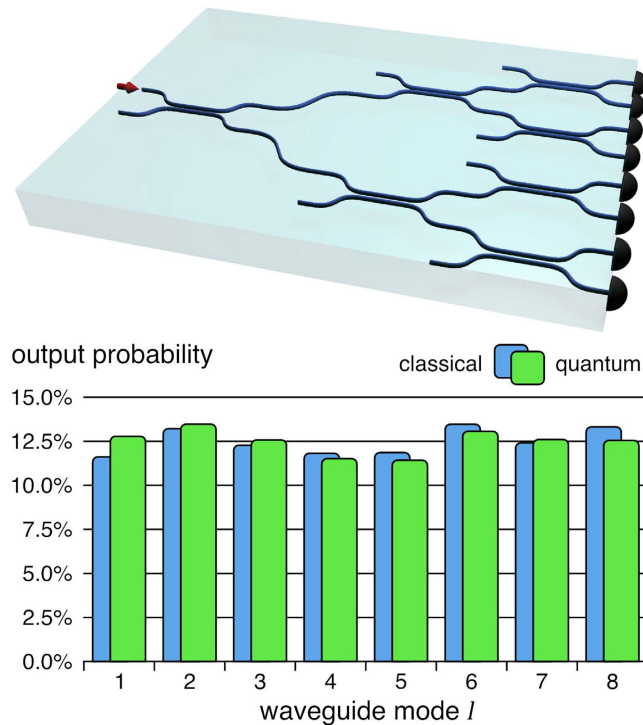 output probability
classical quantum
15.0%
12.5%
10.0%
7.5%
5.0%
2.5%
0.0%
1 2 3 4 5 6 7 8
waveguide mode l